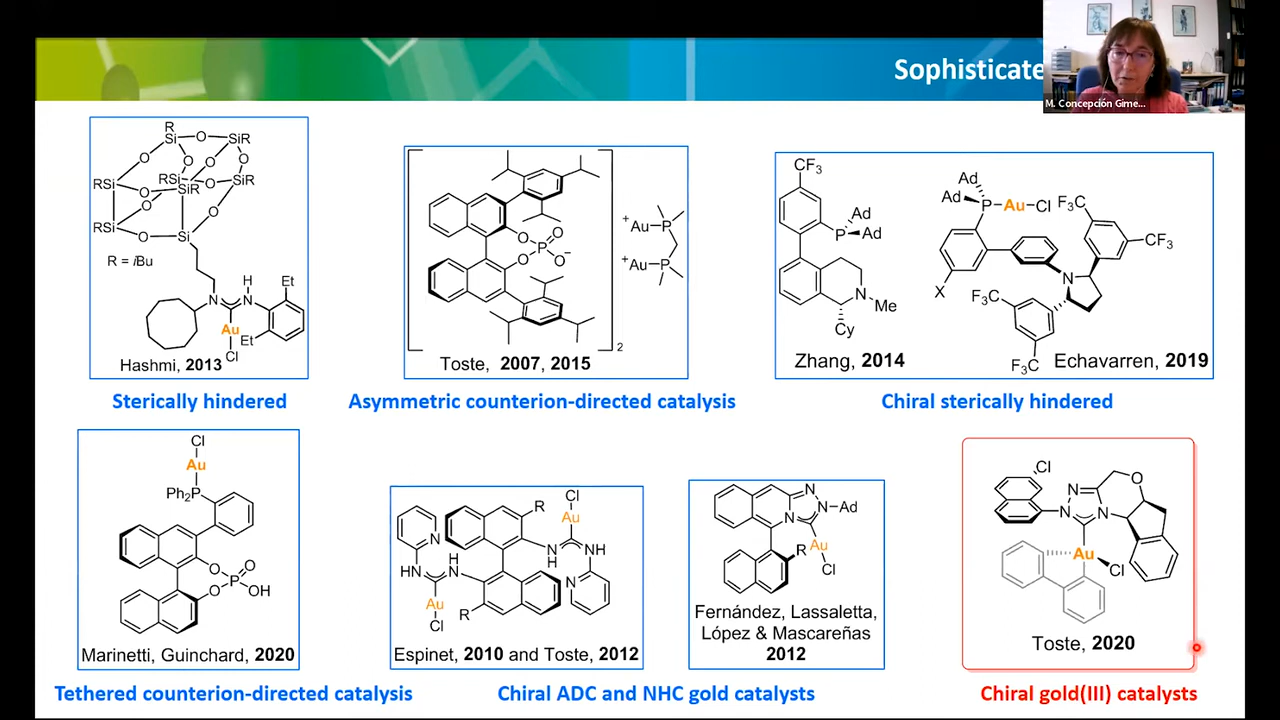 Sophisticate
M. Concepción Gime...
R
Si
O
SiR
O
O
O
O
RSi
RSi
SiR
SiR
O
O
O
RSi
O
Si
R = iBu
N
H
N
Et
Et
Au
Cl
Hashmi, 2013
O
O
P
O
O−
2
+Au
P
+Au
P
Toste, 2007, 2015
CF3
Ad
P
Ad
N
Me
Cy
Zhang, 2014
Ad
Ad
P
Au
Cl
X
F3C
CF3
N
F3C
F3C
Echavarren, 2019
Sterically hindered
Asymmetric counterion-directed catalysis
Chiral sterically hindered
Cl
Au
Ph2P
O
O
P
O
OH
Marinetti, Guinchard, 2020
N
HN
H
N
Au
Cl
R
R
Cl
Au
N
H
NH
N
Espinet, 2010 and Toste, 2012
N
N
Ad
N
R
Au
Cl
Fernández, Lassaletta,
López & Mascareñas
2012
Cl
N
N
N
O
Au
Cl
Toste, 2020
Tethered counterion-directed catalysis
Chiral ADC and NHC gold catalysts
Chiral gold(III) catalysts